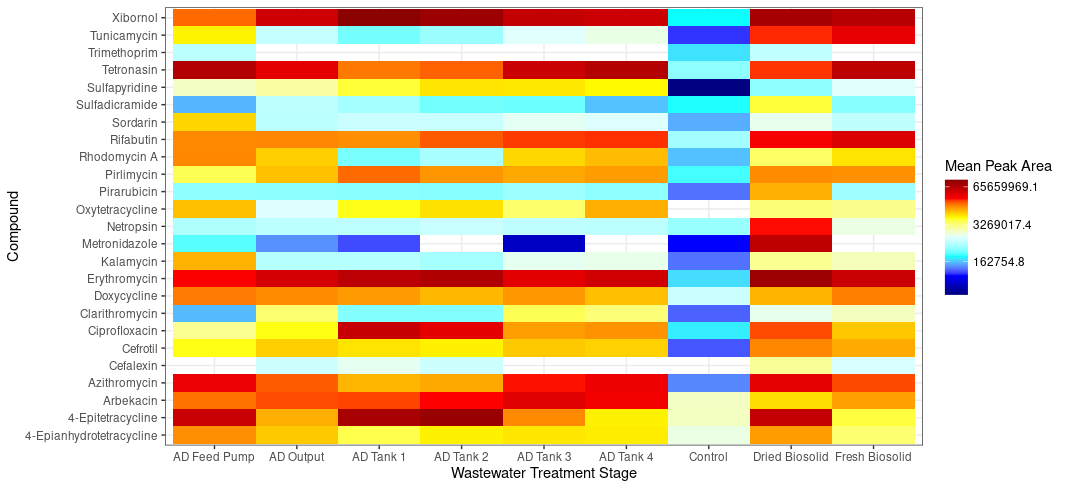 Compound
Xibornol
Tunicamycin
Trimethoprim
Tetronasin
Sulfapyridine
Sulfadicramide
Sordarin
Rifabutin
Rhodomycin A
Pirlimycin
Pirarubicin
Oxytetracycline
Netropsin
Metronidazole
Kalamycin
Erythromycin
Doxycycline
Clarithromycin
Ciprofloxacin
Cefrotil
Cefalexin
Azithromycin
Arbekacin
4-Epitetracycline
4-Epianhydrotetracycline
AD Feed Pump AD Output AD Tank 1 AD Tank 2 AD Tank 3 AD Tank 4 Control Dried Biosolid Fresh Biosolid
Wastewater Treatment Stage
Mean Peak Area
65659969.1
3269017.4
162754.8